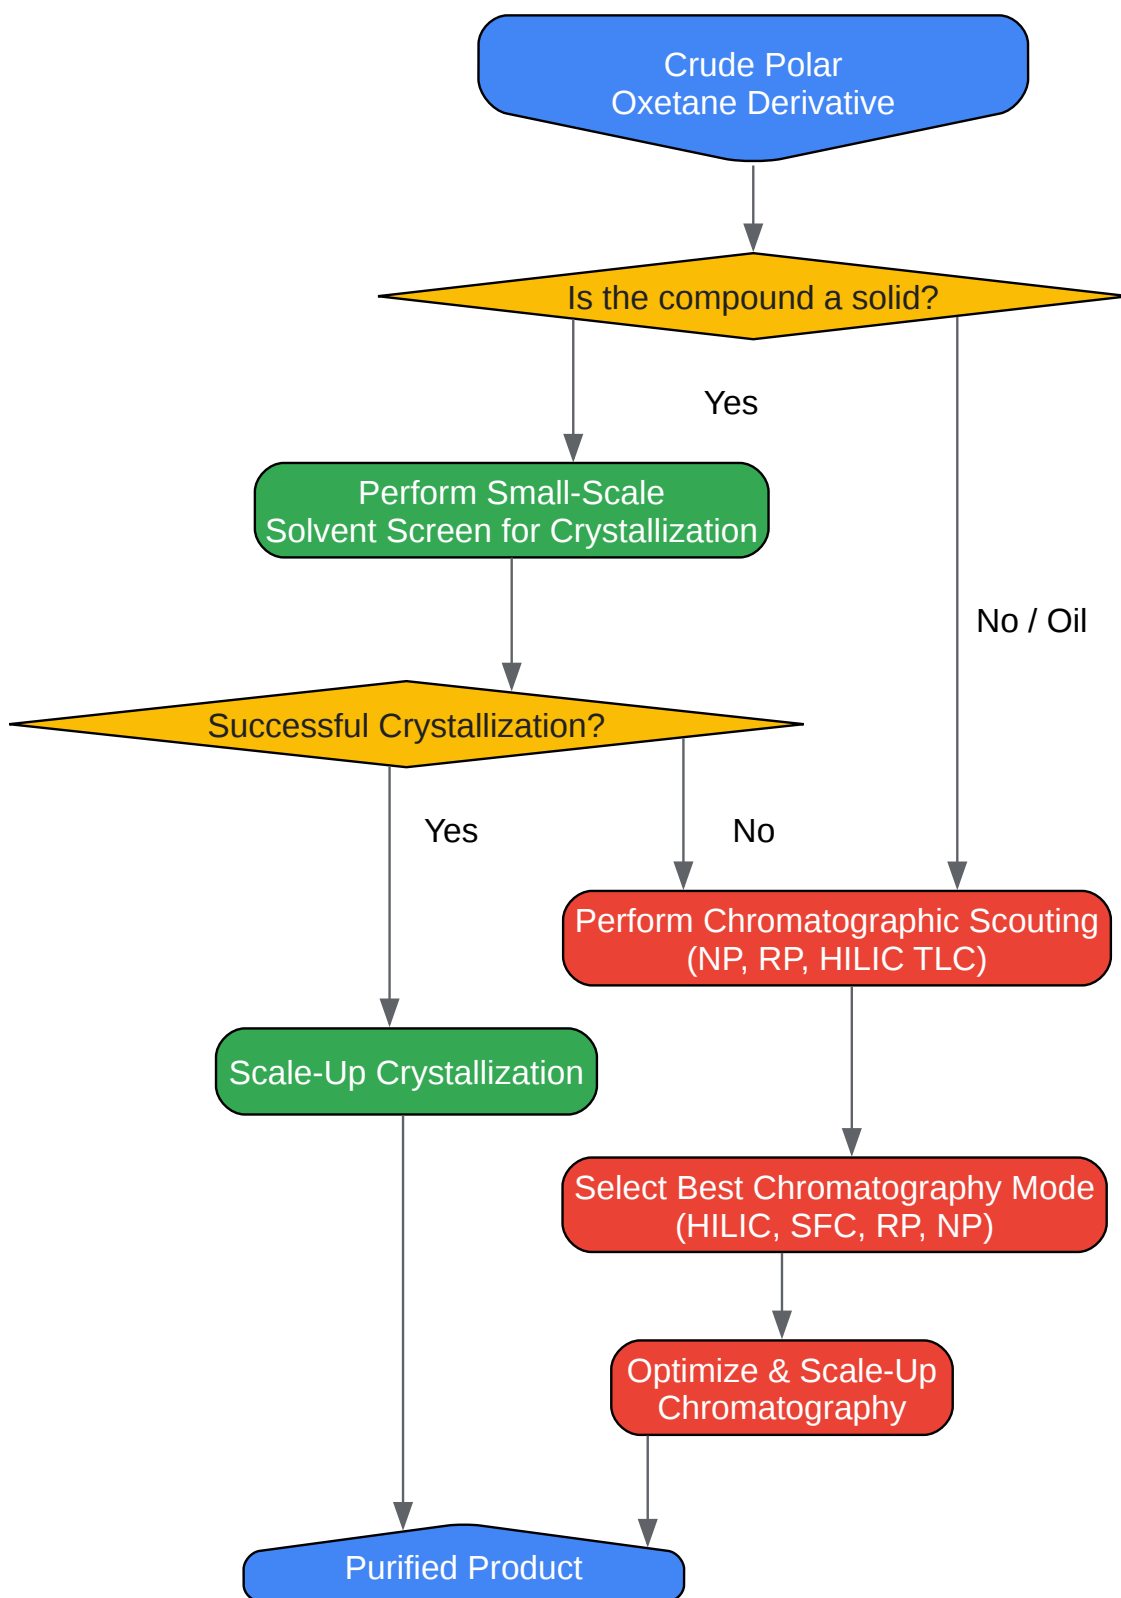 Crude Polar
Oxetane Derivative
Is the compound a solid?
Yes
Perform Small-Scale
Solvent Screen for Crystallization
No / Oil
Successful Crystallization?
Yes
No
Perform Chromatographic Scouting
(NP, RP, HILIC TLC)
Scale-Up Crystallization
Select Best Chromatography Mode
(HILIC, SFC, RP, NP)
Optimize & Scale-Up
Chromatography
Purified Product